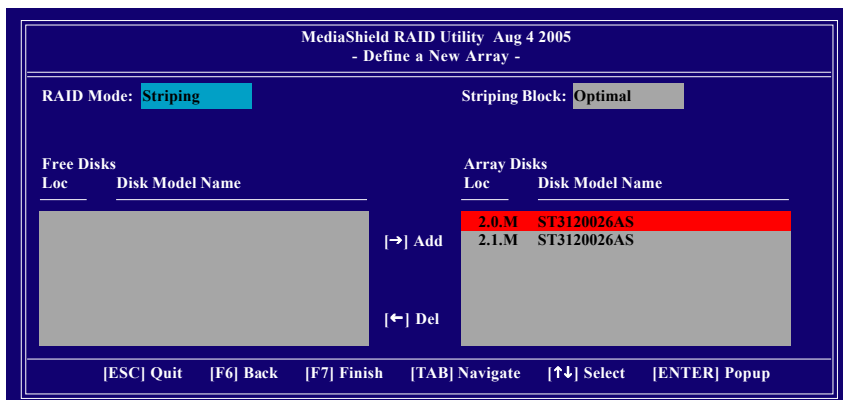 MediaShield RAID Utility Aug 4 2005
- Define a New Array -
RAID Mode: Striping
Striping Block: Optimal
Free Disks
Loc Disk Model Name
Array Disks
Loc Disk Model Name
2.0.M ST3120026AS
2.1.M ST3120026AS
[→] Add
[←] Del
[ESC] Quit [F6] Back [F7] Finish [TAB] Navigate [↑↓] Select [ENTER] Popup